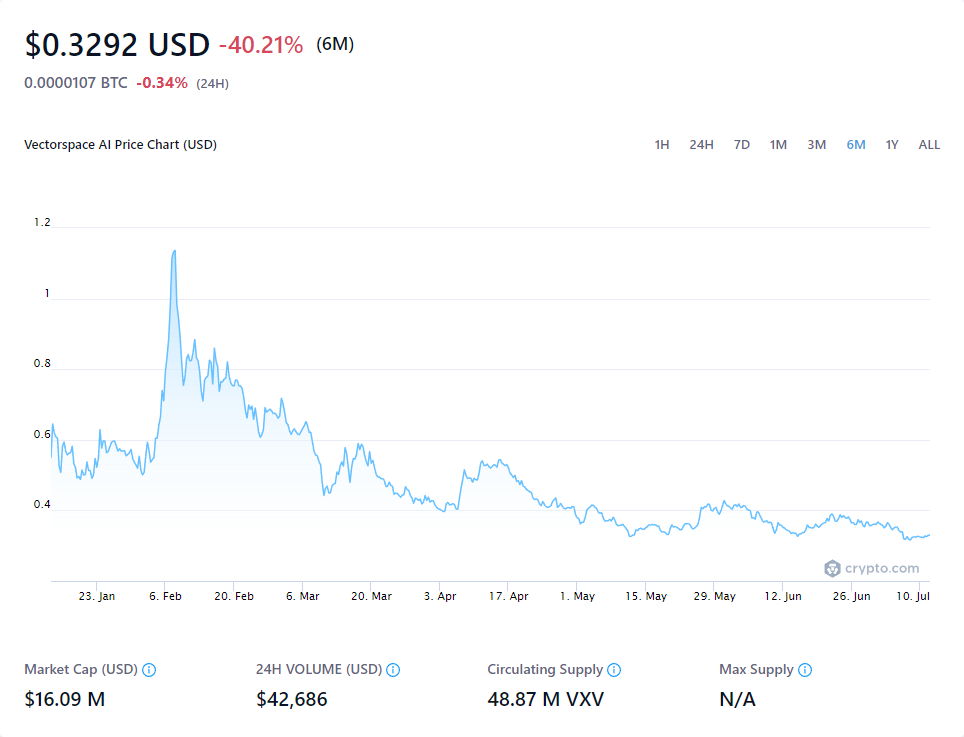 $0.3292 USD -40.21% (6M)
0.0000107 BTC -0.34% (24H)
Vectorspace AI Price Chart (USD) 1H 24H 7D 1M 3M 6M 1Y ALL
1.2
1
0.8
0.6
0.4
crypto.com
23. Jan 6. Feb 20. Feb 6. Mar 20. Mar 3. Apr 17. Apr 1. May 15. May 29. May 12. Jun 26. Jun 10. Jul
Market Cap (USD) 24H VOLUME (USD) Circulating Supply Max Supply
$16.09 M $42,686 48.87 M VXV N/A